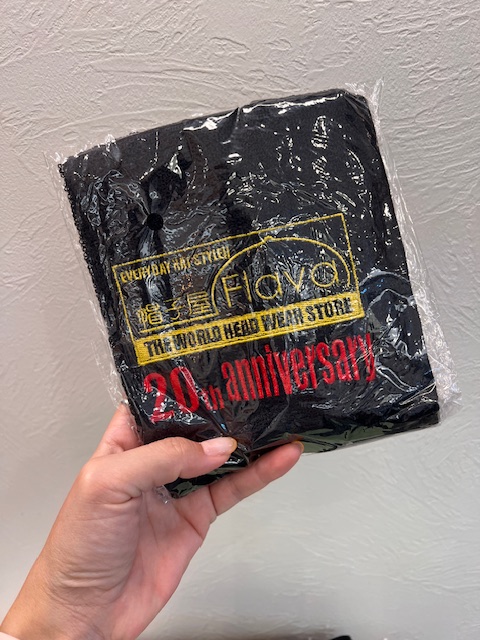 EVERYDAY HAT STYLE!!
帽子屋 Flava
THE WORLD HEAD WEAR STORE
20th anniversary